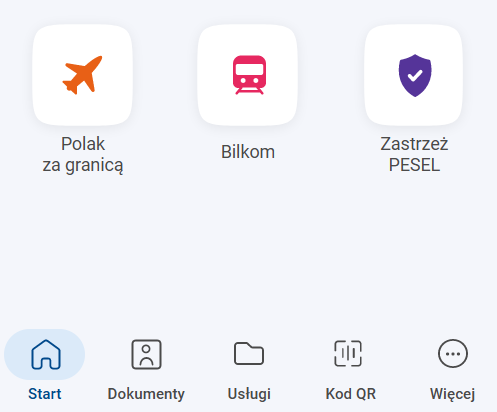 Polak
za granicą
Bilkom
Zastrzeż
PESEL
Start
Dokumenty
Usługi
Kod QR
Więcej